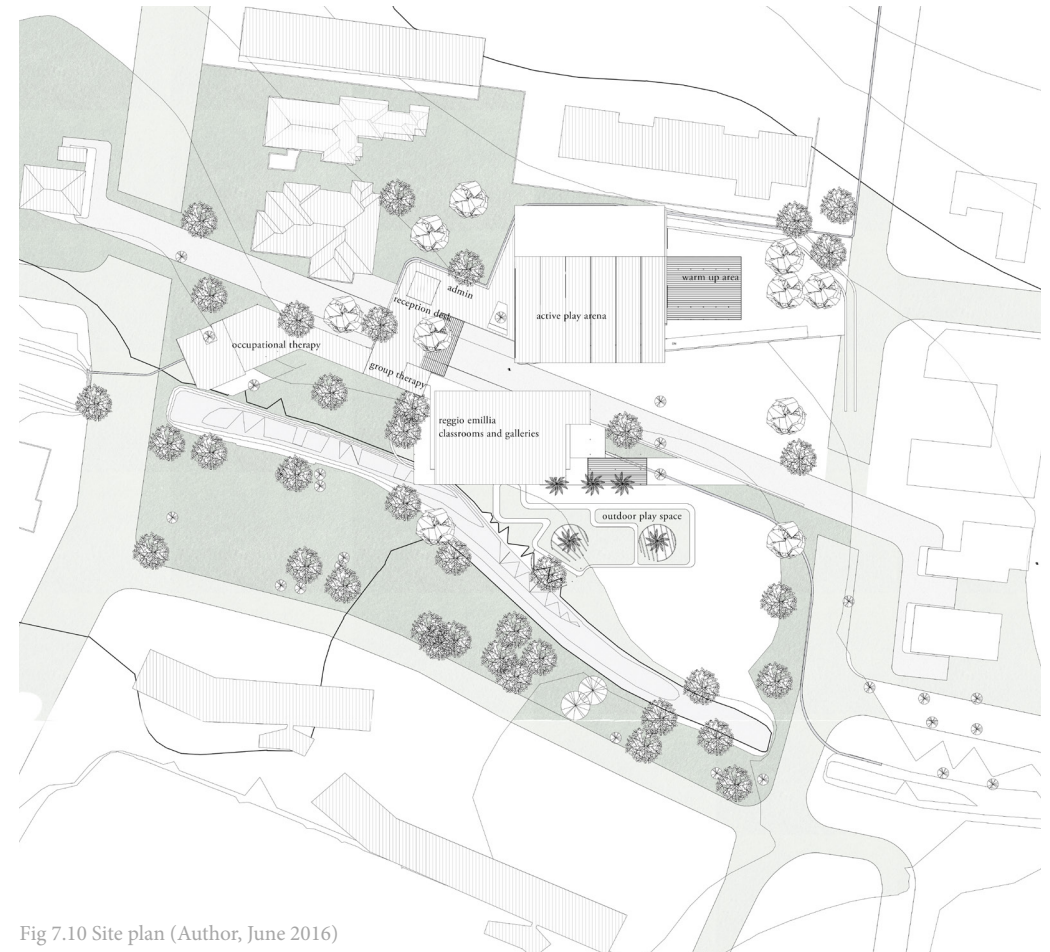 warm up area
admin
reception desk
active play arena
occupational therapy
group therapy
reggio emillia
classrooms and galleries
outdoor play space
Fig 7.10 Site plan (Author, June 2016)